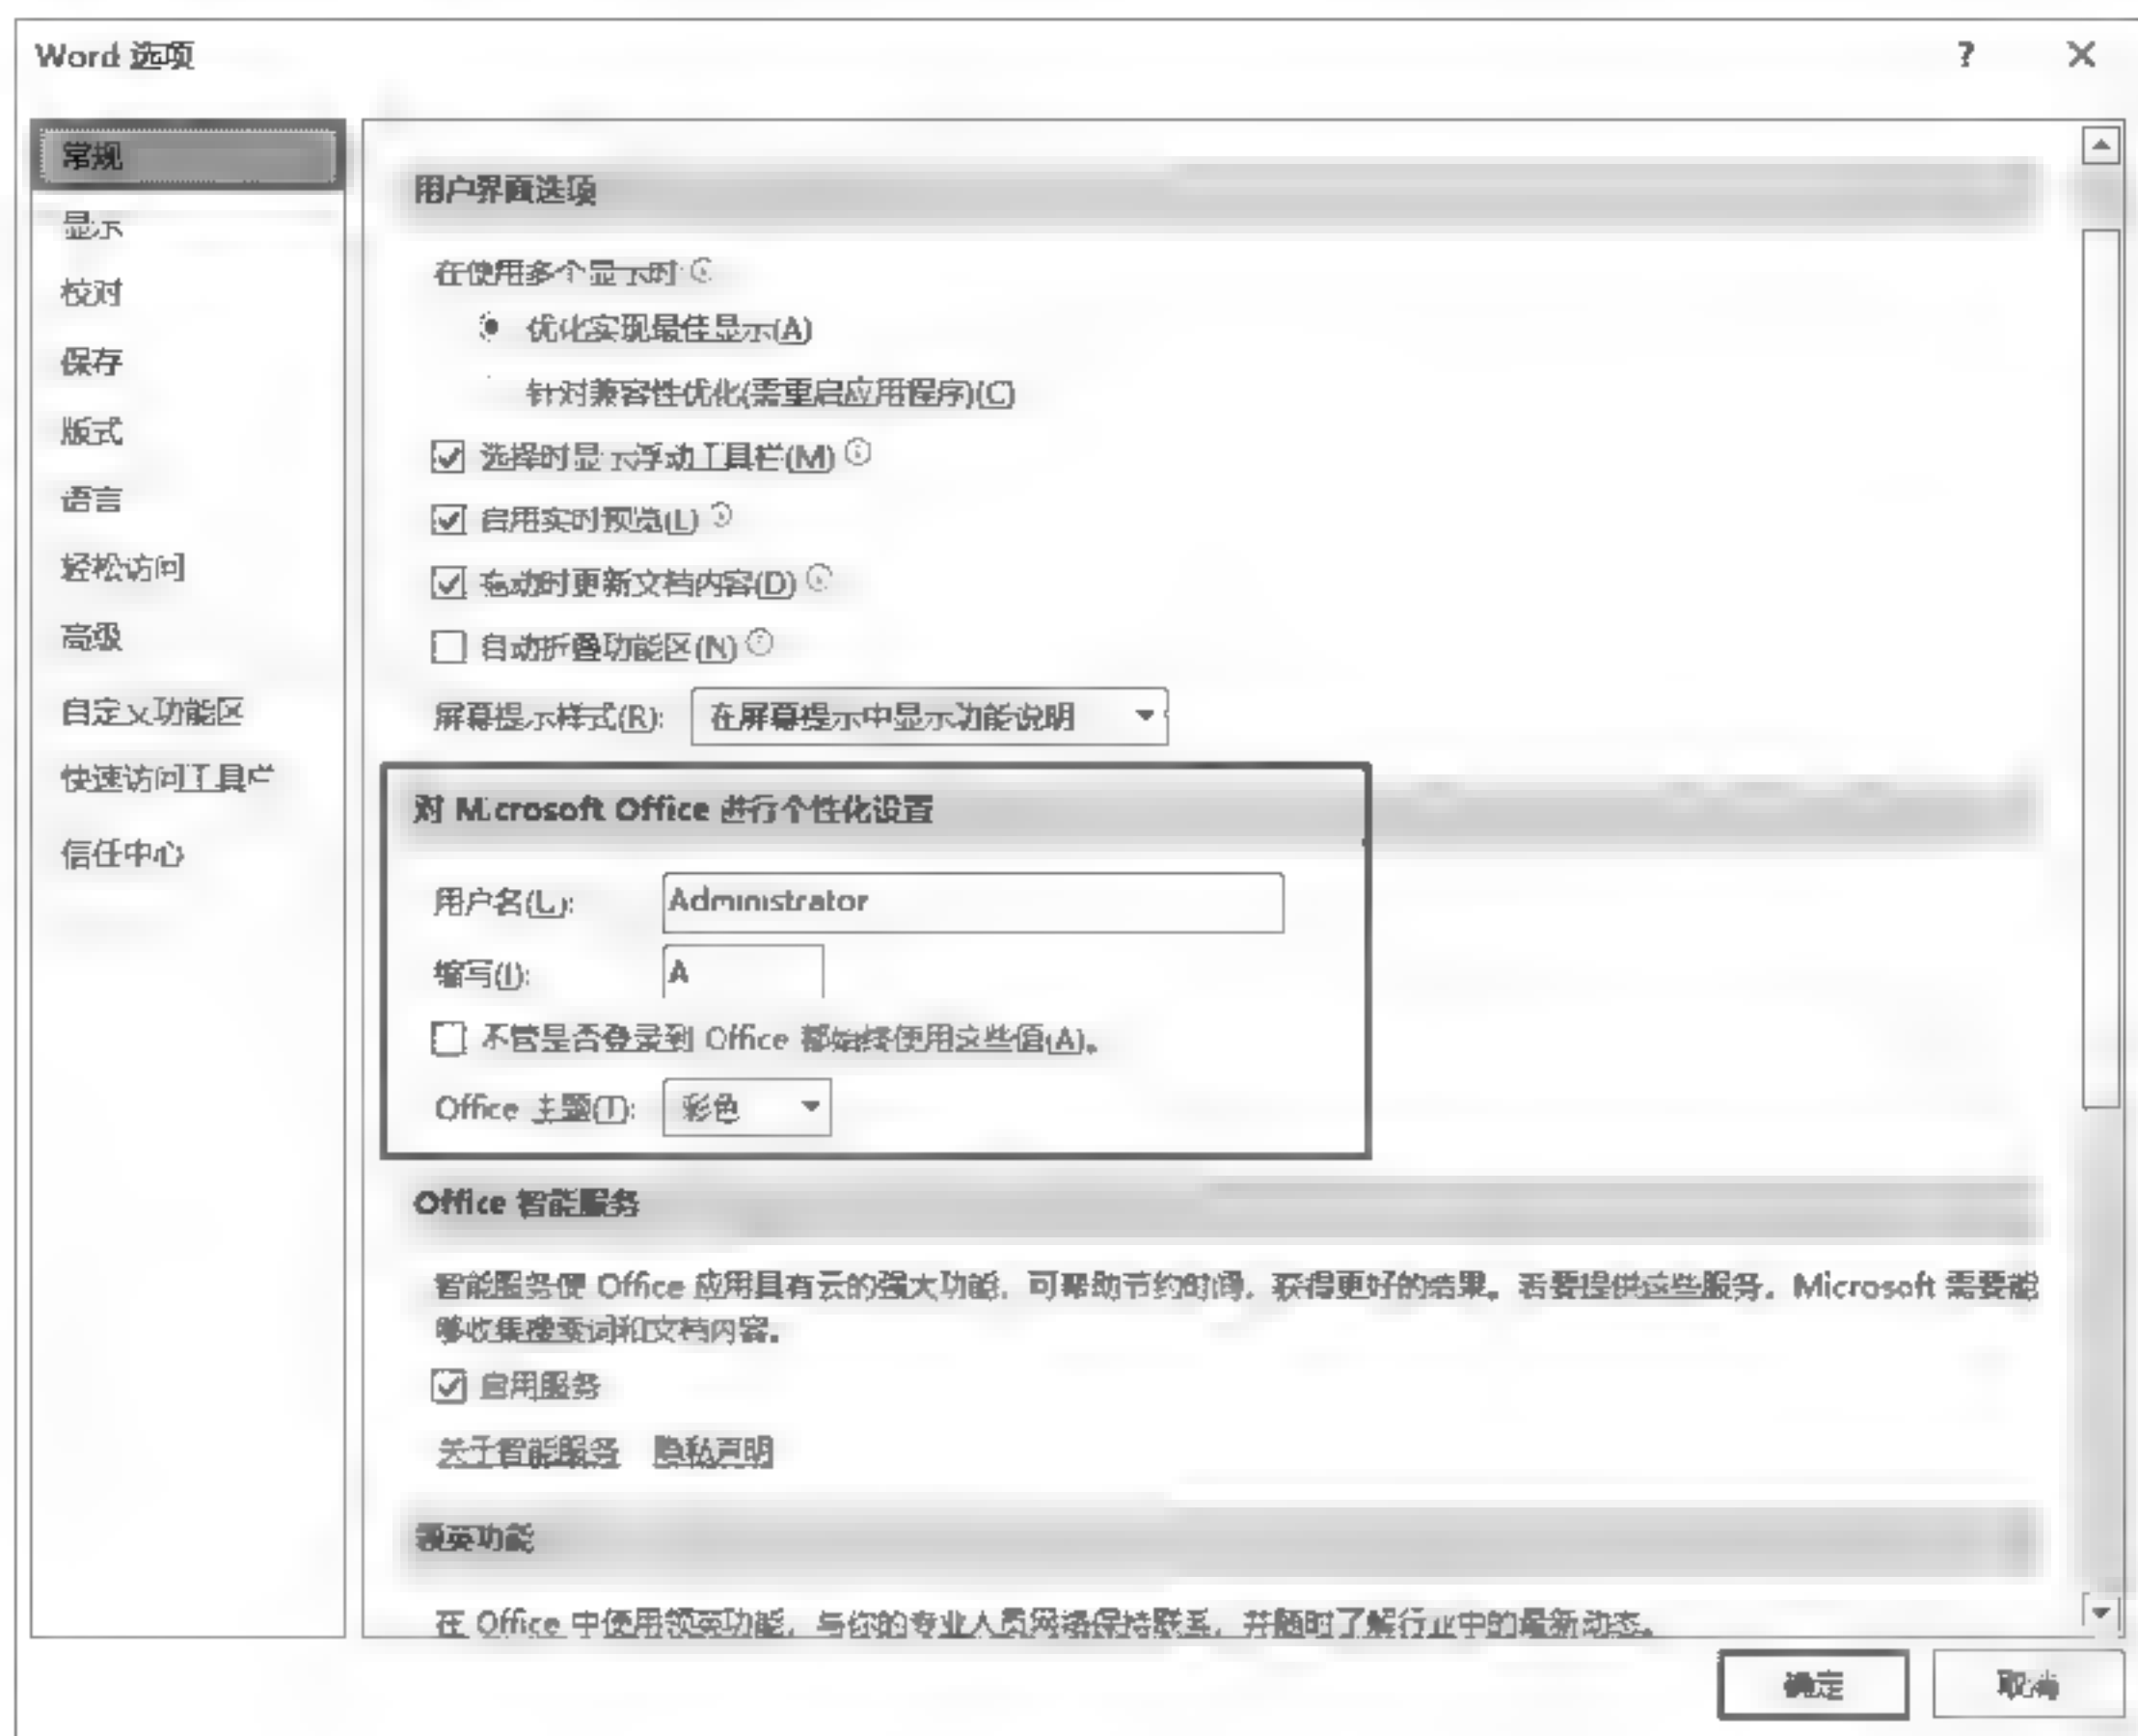 Word 选项
?
常规
显示
校对
保存
版式
语言
轻松访问
高级
自定义功能区
快速访问工具栏
信任中心
用户界面选项
在使用多个显示时
优化实现最佳显示(A)
针对兼容性优化(需重启应用程序)(C)
选择时显示浮动工具栏(M)
启用实时预览(L)
拖动时更新文档内容(D)
自动折叠功能区(N)
屏幕提示样式(R): 在屏幕提示中显示功能说明
对 Microsoft Office 进行个性化设置
用户名(U): Administrator
缩写(I): A
不管是否登录到 Office 都始终使用这些值(A)。
Office 主题(T): 彩色
Office 智能服务
智能服务使 Office 应用具有云的强大功能，可帮助节约时间，获得更好的结果。若要提供这些服务，Microsoft 需要能
够收集搜索词和文档内容。
启用服务
关于智能服务 隐私声明
领英功能
在 Office 中使用领英功能，与你的专业人员网络保持联系，并随时了解行业中的最新动态。
确定 取消